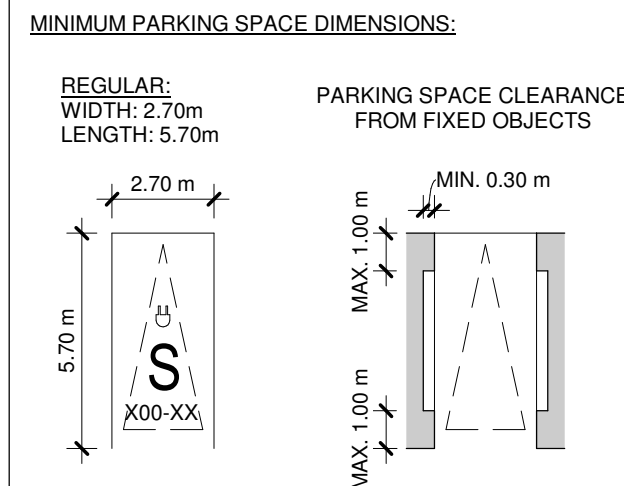 MINIMUM PARKING SPACE DIMENSIONS:
REGULAR:
WIDTH: 2.70m
LENGTH: 5.70m
PARKING SPACE CLEARANCE
FROM FIXED OBJECTS
2.70 m
5.70 m
S
X00-XX
MIN. 0.30 m
MAX. 1.00 m
MAX. 1.00 m